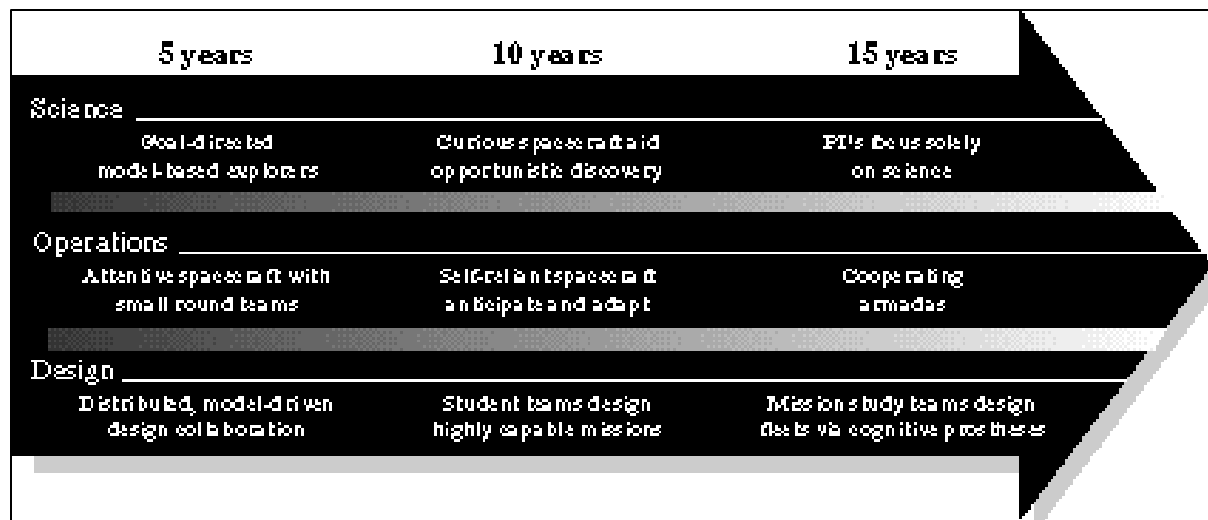 5 years 10 years 15 years
Science
Goal-directed Curious spacecraft aid PI's focus solely
model-based explorers opportunistic discovery on science
Operations
Attentive spacecraft with Self-reliant spacecraft Cooperating
small round teams anticipate and adapt armadas
Design
Distributed, model-driven Student teams design Mission study teams design
design collaboration highly capable missions fleets via cognitive prostheses